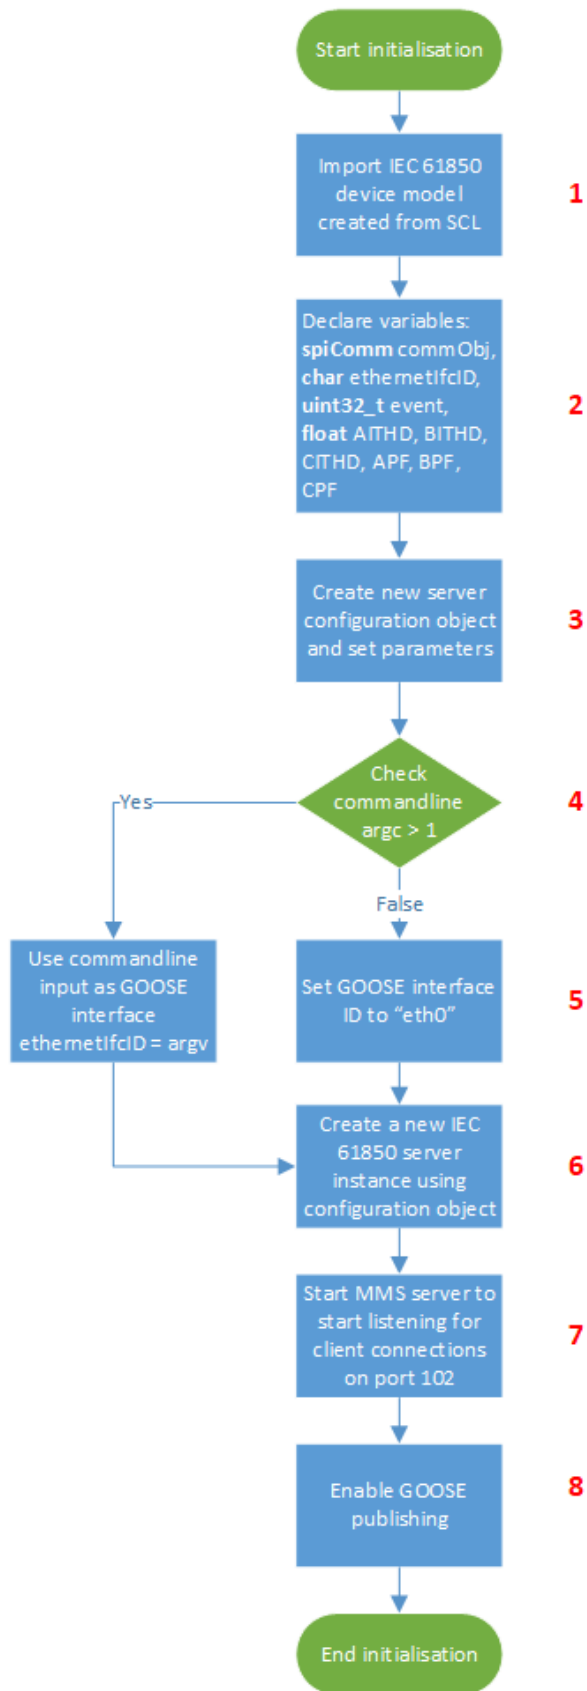 Start initialisation
Import IEC 61850
device model
created from SCL
1
Declare variables:
spiComm commObj,
char ethernetIfcID,
uint32_t event,
float AITHD, BITHD,
CITHD, APF, BPF,
CPF
2
Create new server
configuration object
and set parameters
3
Check
commandline
argc > 1
4
Yes
False
Use commandline
input as GOOSE
interface
ethernetIfcID = argv
Set GOOSE interface
ID to “eth0”
5
Create a new IEC
61850 server
instance using
configuration object
6
Start MMS server to
start listening for
client connections
on port 102
7
Enable GOOSE
publishing
8
End initialisation